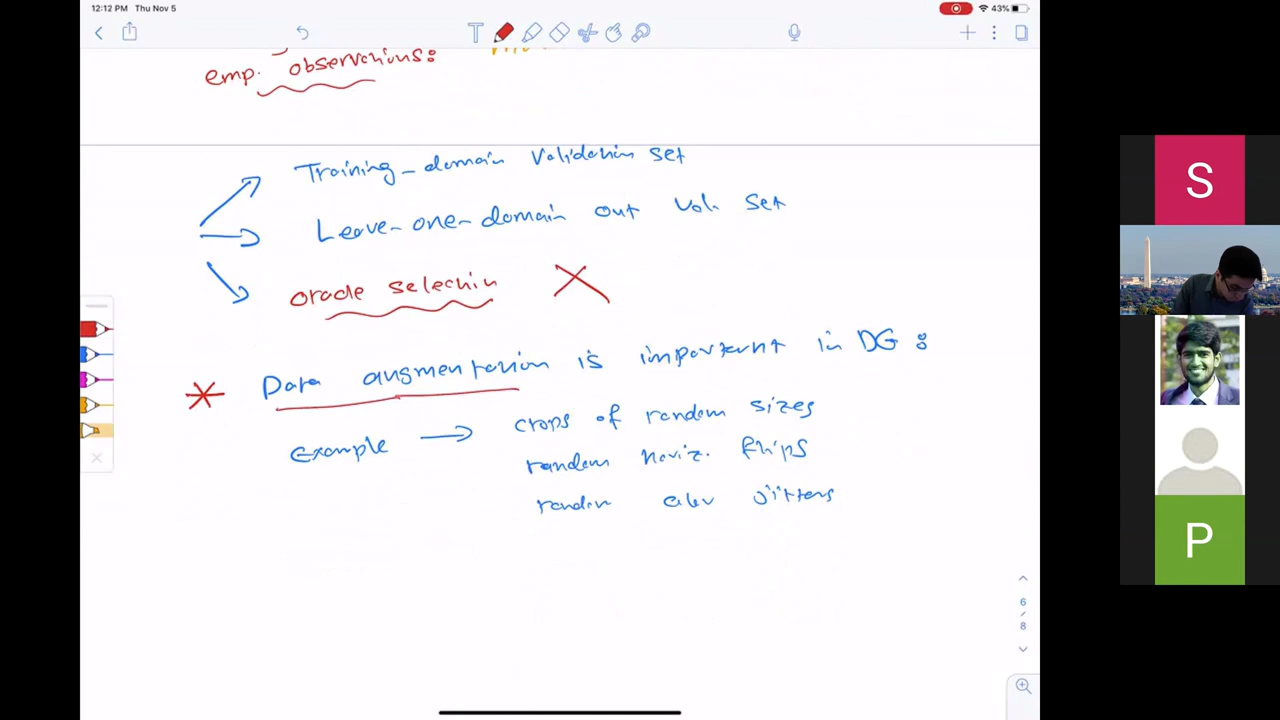 12:12 PM Thu Nov 5
43%
T
emp. observations:
Training-domain Validation set
Leave-one-domain out val. set
oracle selection
* Data augmentation is important in DG:
Example → crops of random sizes
random horiz. flips
random color jitters
6
/
8
S
P